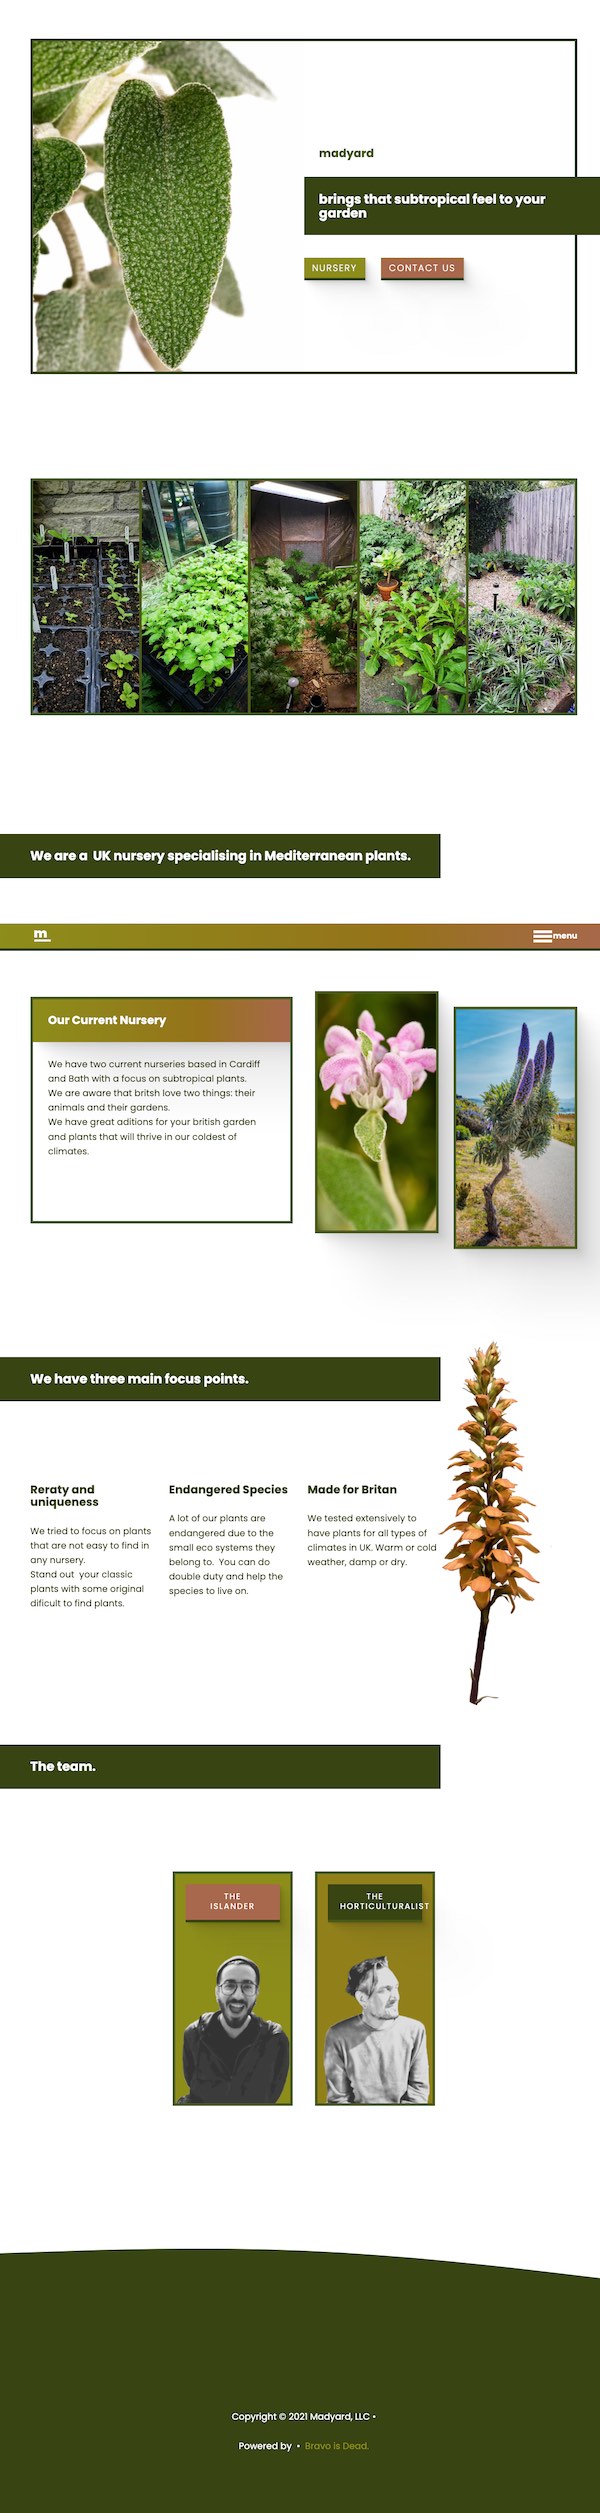 madyard
brings that subtropical feel to your
garden
NURSERY
CONTACT US
We are a  UK nursery specialising in Mediterranean plants.
m
menu
Our Current Nursery
We have two current nurseries based in Cardiff
and Bath with a focus on subtropical plants.
We are aware that britsh love two things: their
animals and their gardens.
We have great aditions for your british garden
and plants that will thrive in our coldest of
climates.
We have three main focus points.
Reraty and
uniqueness
We tried to focus on plants
that are not easy to find in
any nursery.
Stand out  your classic
plants with some original
dificult to find plants.
Endangered Species
A lot of our plants are
endangered due to the
small eco systems they
belong to.  You can do
double duty and help the
species to live on.
Made for Britan
We tested extensively to
have plants for all types of
climates in UK. Warm or cold
weather, damp or dry.
The team.
THE
ISLANDER
THE
HORTICULTURALIST
Copyright © 2021 Madyard, LLC •
Powered by  •  Bravo is Dead.